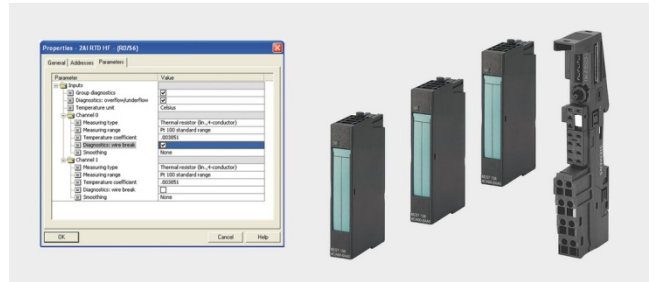 Properties - 2AI RTD HF - (R0/S6)
General Addresses Parameters
Parameter Value
Inputs
Group diagnostics
Diagnostics: overflow/underflow
Temperature unit Celsius
Channel 0
Measuring type Thermal resistor (lin.,4-conductor)
Measuring range Pt 100 standard range
Temperature coefficient .003851
Diagnostics: wire break
Smoothing None
Channel 1
Measuring type Thermal resistor (lin.,4-conductor)
Measuring range Pt 100 standard range
Temperature coefficient .003851
Diagnostics: wire break
Smoothing None
OK Cancel Help